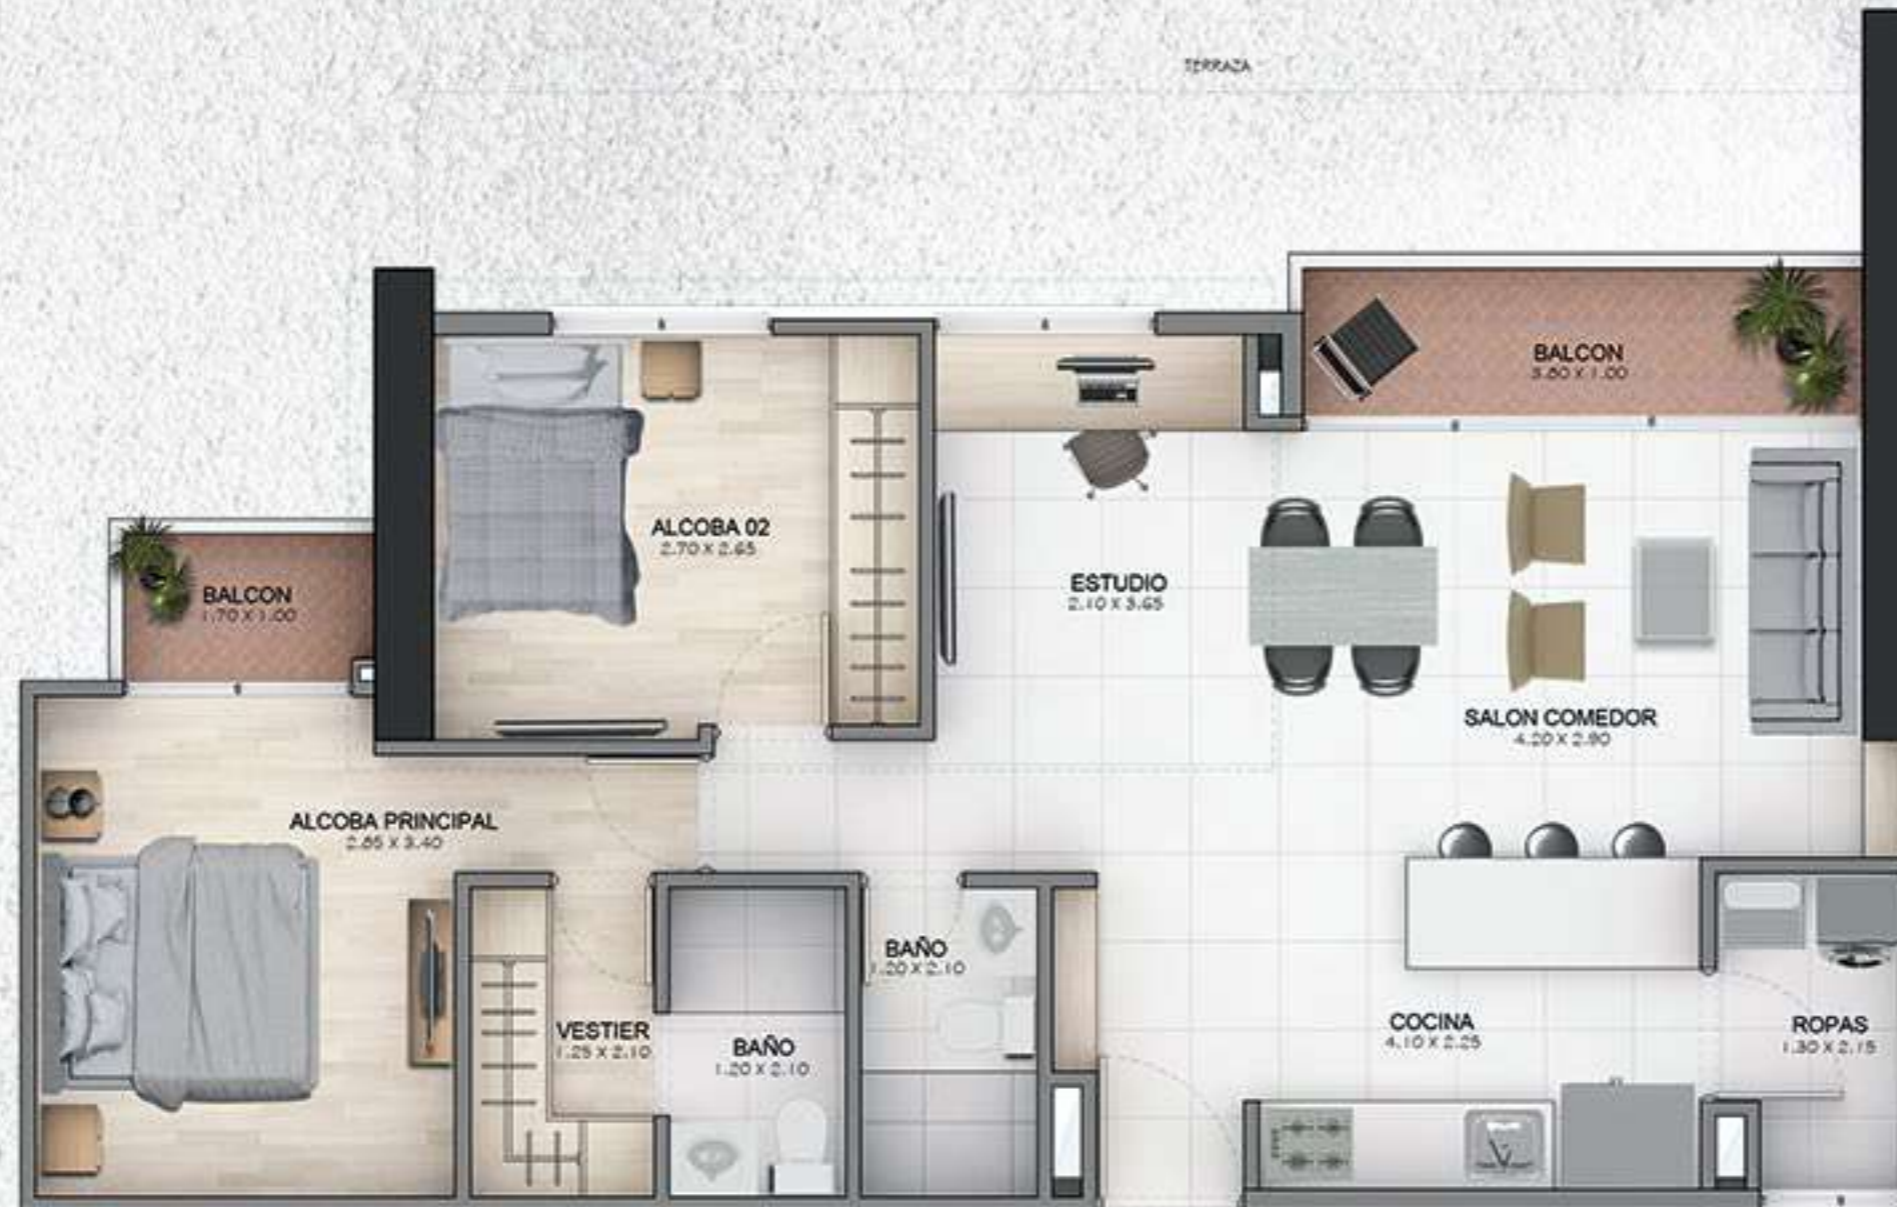 TERRAZA
BALCON
3.80 X 1.00
ALCOBA 02
2.70 X 2.65
BALCON
1.70 X 1.00
ESTUDIO
2.10 X 3.65
SALON COMEDOR
4.20 X 2.90
ALCOBA PRINCIPAL
2.85 X 3.40
BAÑO
1.20 X 2.10
VESTIER
1.25 X 2.10
BAÑO
1.20 X 2.10
COCINA
4.10 X 2.25
ROPAS
1.30 X 2.15